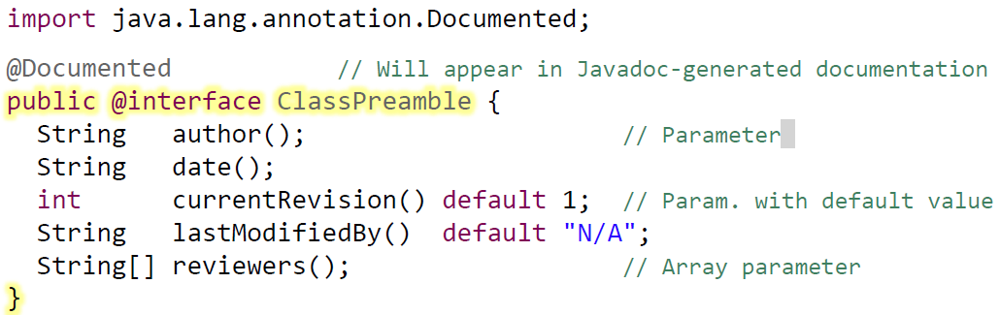 import java.lang.annotation.Documented;
@Documented // Will appear in Javadoc-generated documentation
public @interface ClassPreamble {
String author(); // Parameter
String date();
int currentRevision() default 1; // Param. with default value
String lastModifiedBy() default "N/A";
String[] reviewers(); // Array parameter
}